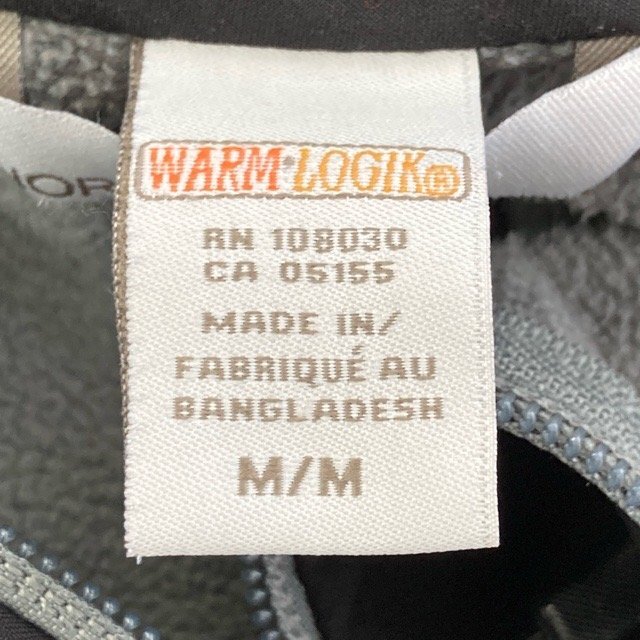 WARM·LOGIK®
RN 108030
CA 05155
MADE IN/
FABRIQUÉ AU
BANGLADESH
M/M